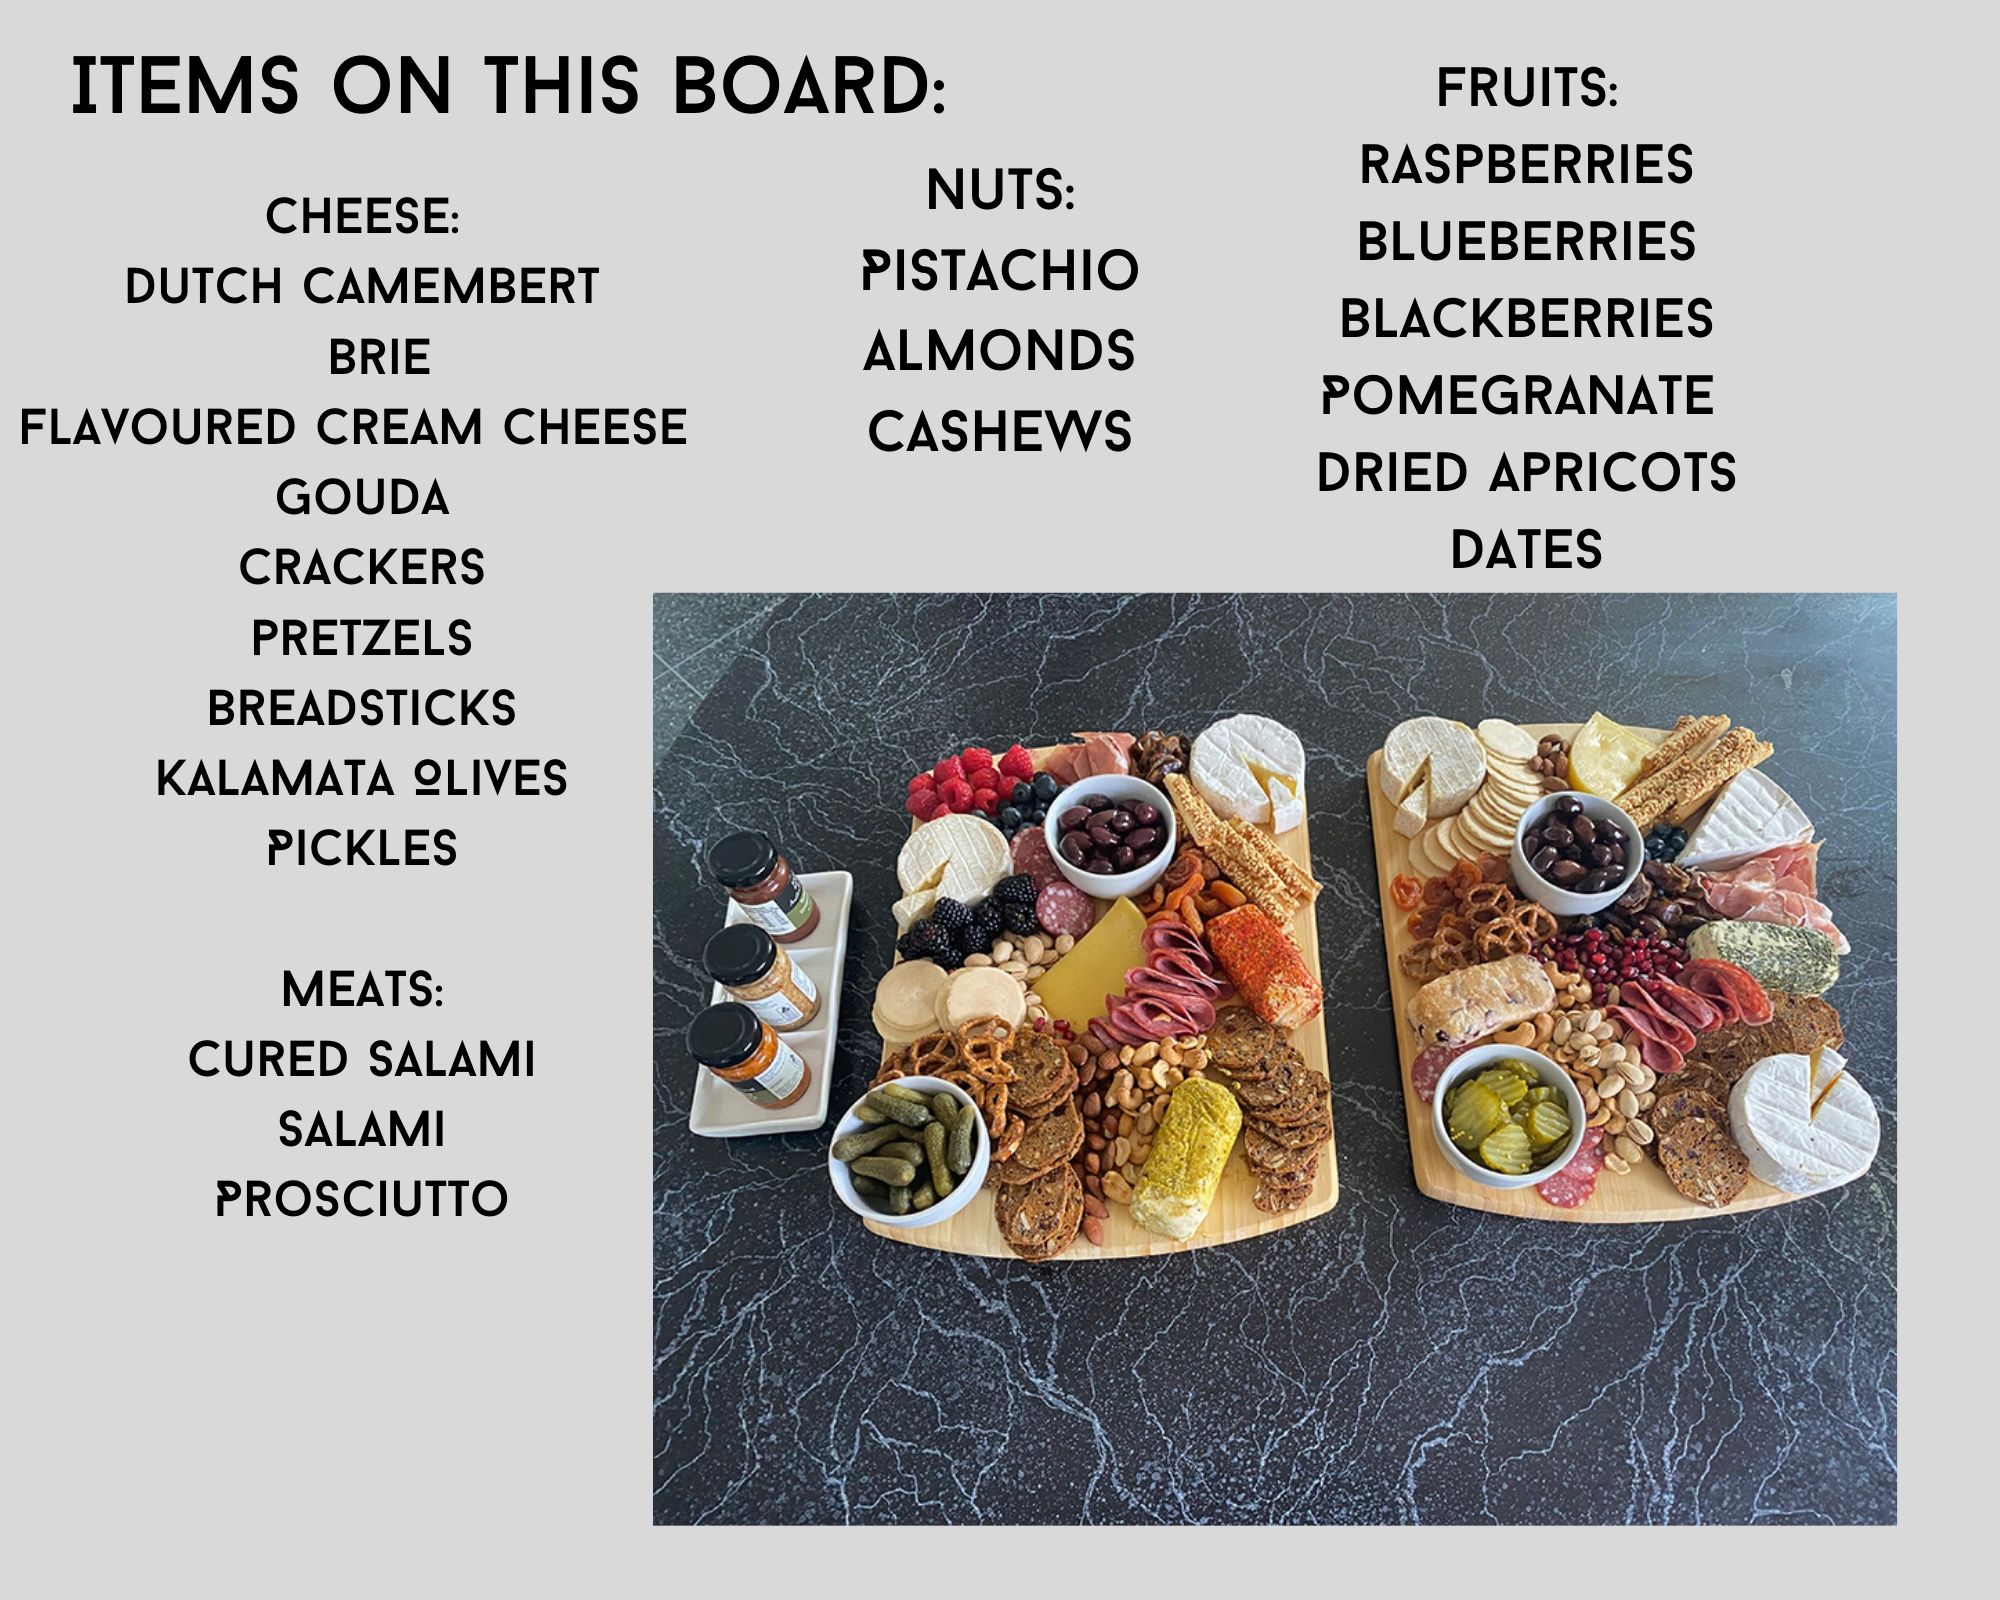 ITEMS ON THIS BOARD:
CHEESE:
DUTCH CAMEMBERT
BRIE
FLAVOURED CREAM CHEESE
GOUDA
CRACKERS
PRETZELS
BREADSTICKS
KALAMATA OLIVES
PICKLES
MEATS:
CURED SALAMI
SALAMI
PROSCIUTTO
NUTS:
PISTACHIO
ALMONDS
CASHEWS
FRUITS:
RASPBERRIES
BLUEBERRIES
BLACKBERRIES
POMEGRANATE
DRIED APRICOTS
DATES